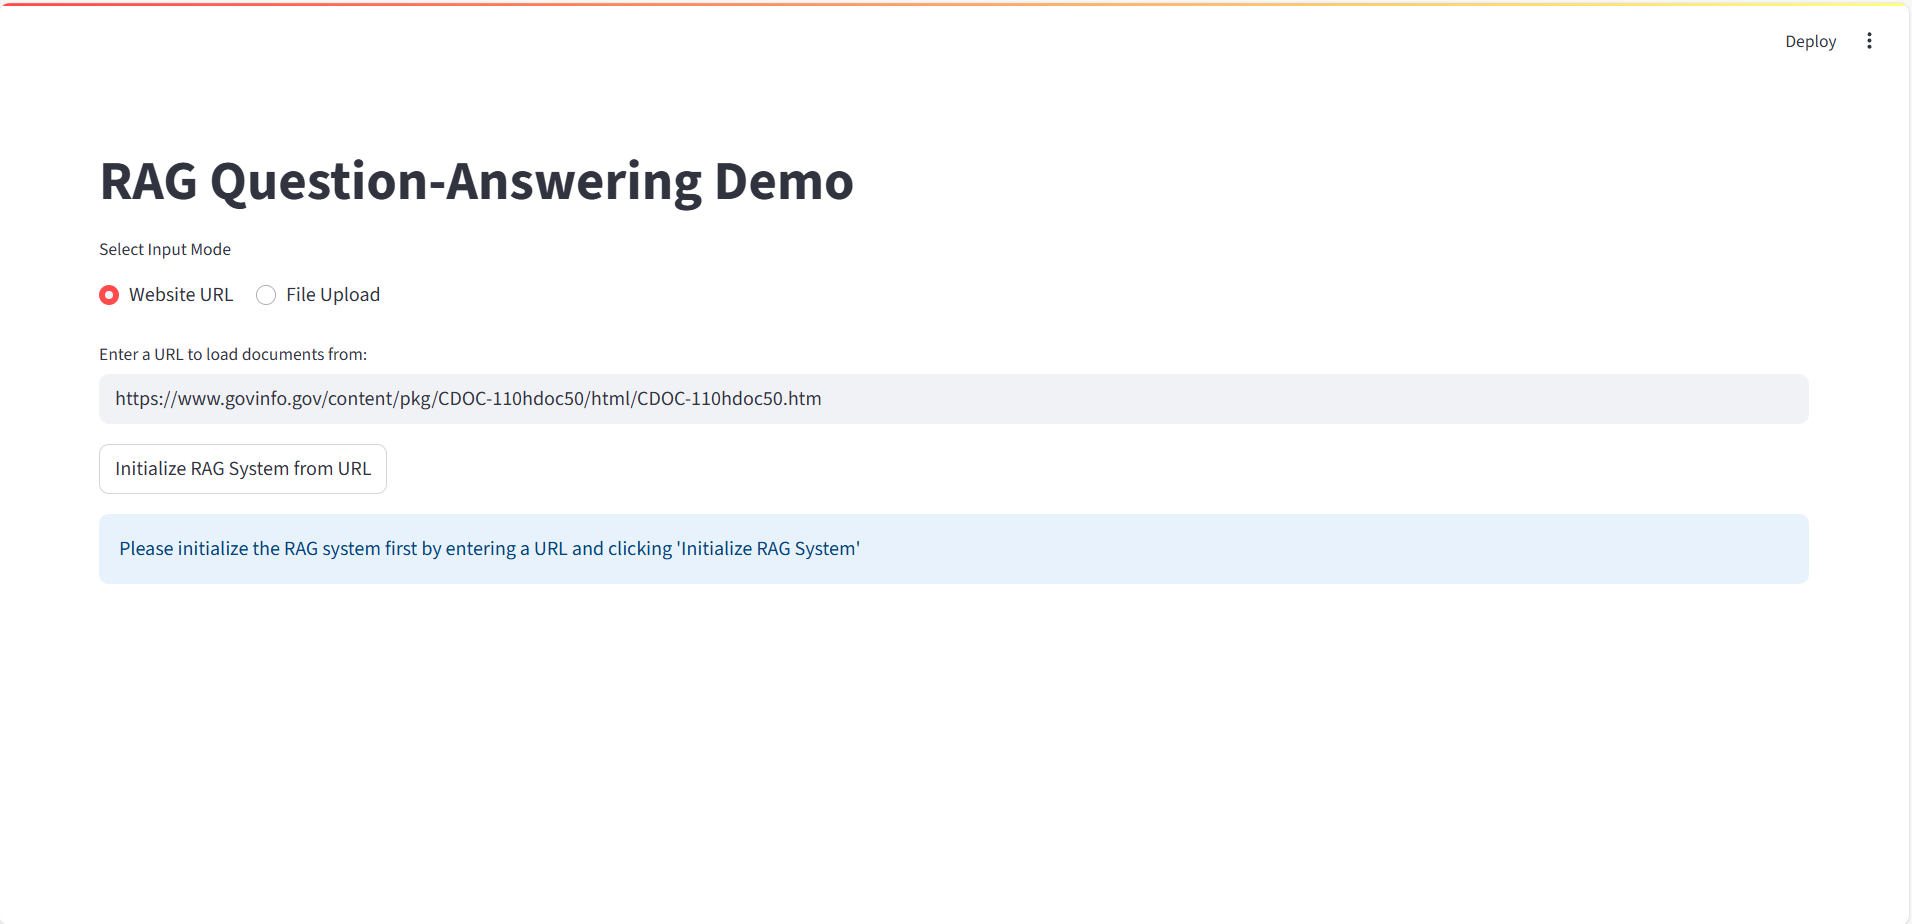 Deploy
RAG Question-Answering Demo
Select Input Mode
Website URL
File Upload
Enter a URL to load documents from:
https://www.govinfo.gov/content/pkg/CDOC-110hdoc50/html/CDOC-110hdoc50.htm
Initialize RAG System from URL
Please initialize the RAG system first by entering a URL and clicking 'Initialize RAG System'